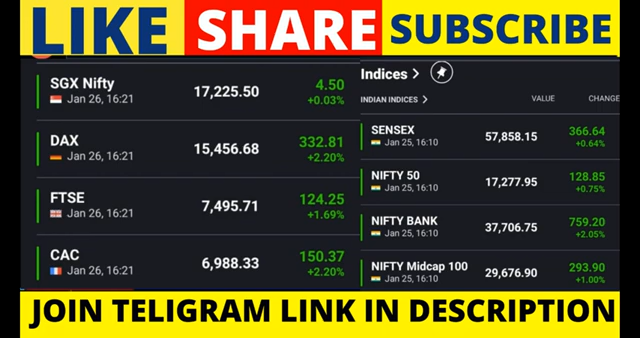 LIKE SHARE SUBSCRIBE
SGX Nifty
Jan 26, 16:21
17,225.50
4.50
+0.03%
DAX
Jan 26, 16:21
15,456.68
332.81
+2.20%
FTSE
Jan 26, 16:21
7,495.71
124.25
+1.69%
CAC
Jan 26, 16:21
6,988.33
150.37
+2.20%
Indices >
INDIAN INDICES > VALUE CHANGE
SENSEX
Jan 25, 16:10
57,858.15
366.64
+0.64%
NIFTY 50
Jan 25, 16:10
17,277.95
128.85
+0.75%
NIFTY BANK
Jan 25, 16:10
37,706.75
759.20
+2.05%
NIFTY Midcap 100
Jan 25, 16:10
29,676.90
293.90
+1.00%
JOIN TELIGRAM LINK IN DESCRIPTION